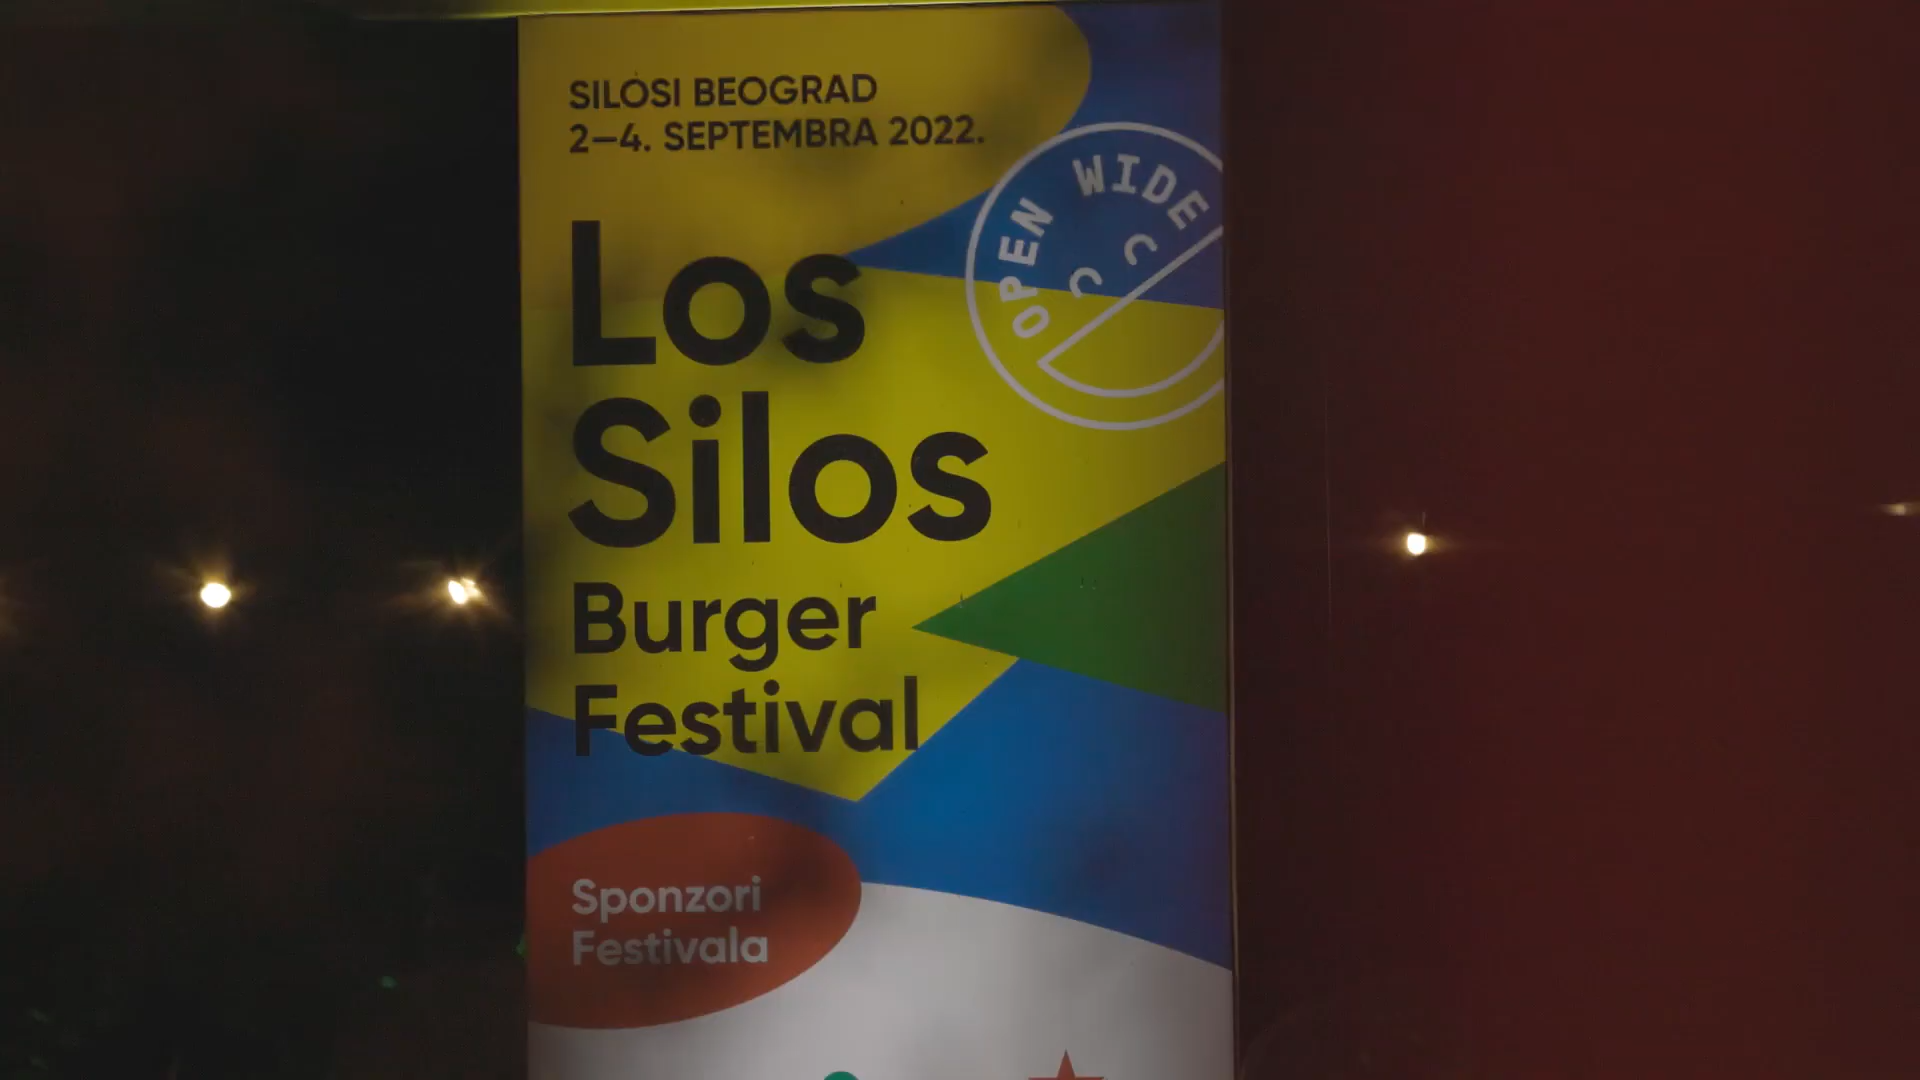 SILOSI BEOGRAD
2–4. SEPTEMBRA 2022.
OPEN WIDE
Los
Silos
Burger
Festival
Sponzori
Festivala